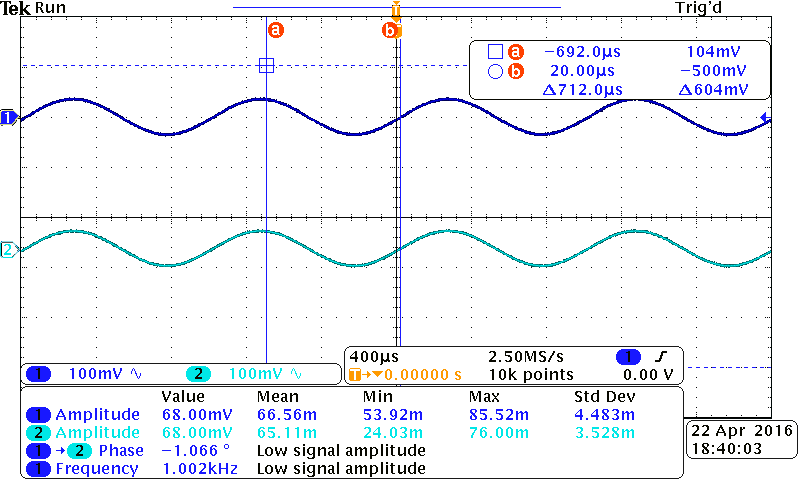 Tek Run Trig'd
T
a b
a −692.0µs 104mV
b 20.00µs −500mV
Δ712.0µs Δ604mV
1
2
1 100mV 2 100mV
400µs 2.50MS/s 1
T→▼0.00000 s 10k points 0.00 V
Value Mean Min Max Std Dev
1 Amplitude 68.00mV 66.56m 53.92m 85.52m 4.483m
2 Amplitude 68.00mV 65.11m 24.03m 76.00m 3.528m
1 → 2 Phase −1.066 ° Low signal amplitude
1 Frequency 1.002kHz Low signal amplitude
22 Apr 2016
18:40:03